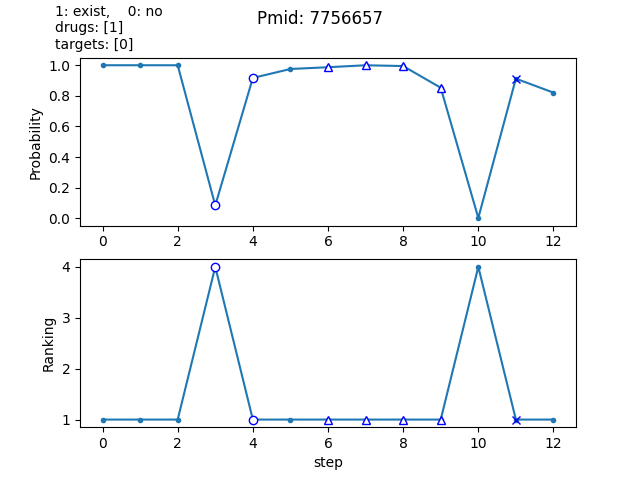 1: exist,    0: no
drugs: [1]
targets: [0]
Pmid: 7756657
1.0
0.8
0.6
0.4
0.2
0.0
Probability
0 2 4 6 8 10 12
4
3
2
1
Ranking
0 2 4 6 8 10 12
step